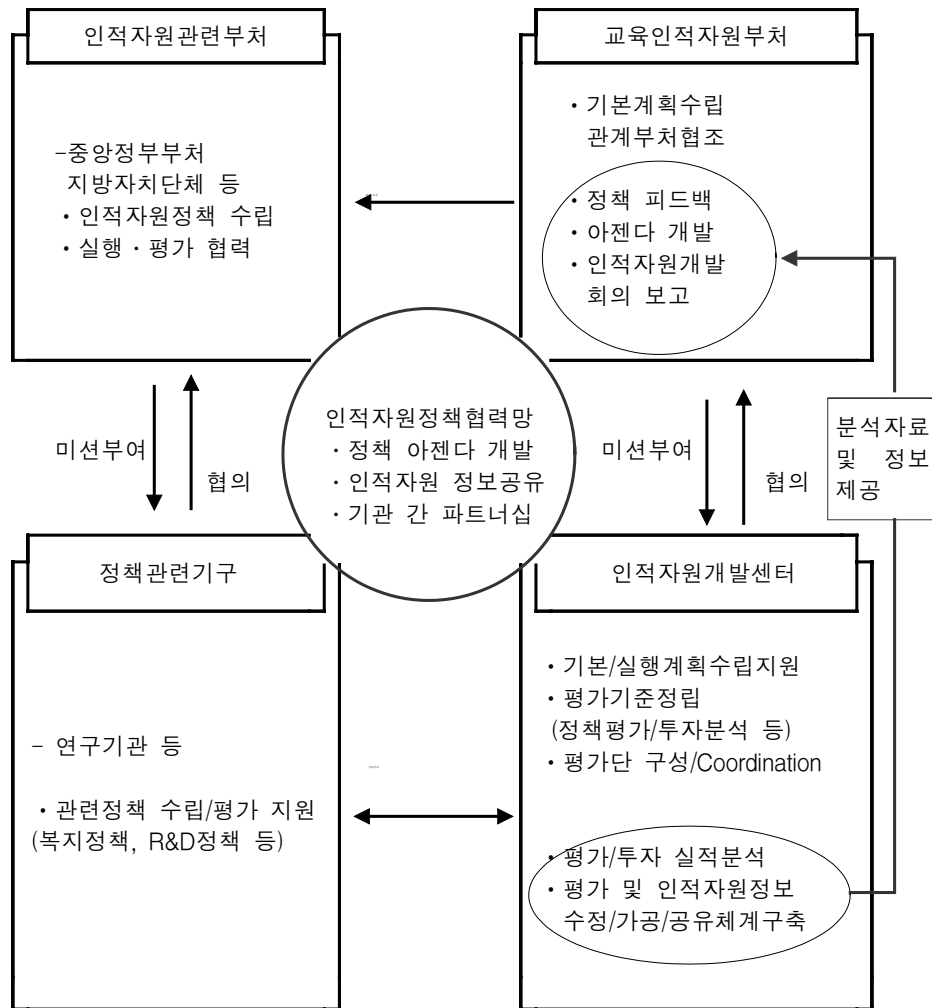 인적자원관련부처
-중앙정부부처
지방자치단체 등
・인적자원정책 수립
・실행・평가 협력
교육인적자원부처
・기본계획수립
관계부처협조
・정책 피드백
・아젠다 개발
・인적자원개발
회의 보고
미션부여
협의
인적자원정책협력망
・정책 아젠다 개발
・인적자원 정보공유
・기관 간 파트너십
미션부여
협의
분석자료
및 정보
제공
정책관련기구
- 연구기관 등
・관련정책 수립/평가 지원
(복지정책, R&D정책 등)
인적자원개발센터
・기본/실행계획수립지원
・평가기준정립
(정책평가/투자분석 등)
・평가단 구성/Coordination
・평가/투자 실적분석
・평가 및 인적자원정보
수정/가공/공유체계구축